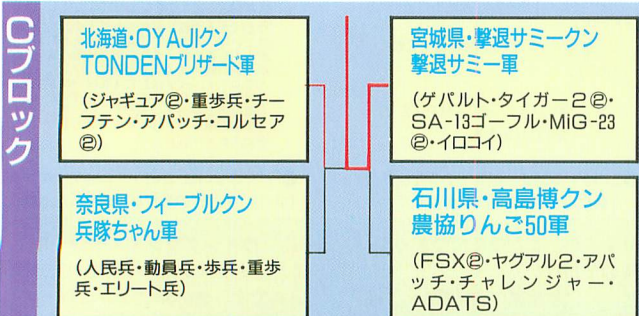 Cブロック
北海道・OYAJIクン
TONDENブリザード軍
(ジャギュア②・重歩兵・チー
フテン・アパッチ・コルセア
②)
宮城県・撃退サミークン
撃退サミー軍
(ゲパルト・タイガー2②・
SA-13ゴーフル・MiG-23
②・イロコイ)
奈良県・フィーブルクン
兵隊ちゃん軍
(人民兵・動員兵・歩兵・重歩
兵・エリート兵)
石川県・高島博クン
農協りんご50軍
(FSX②・ヤグアル2・アパ
ッチ・チャレンジャー・
ADATS)